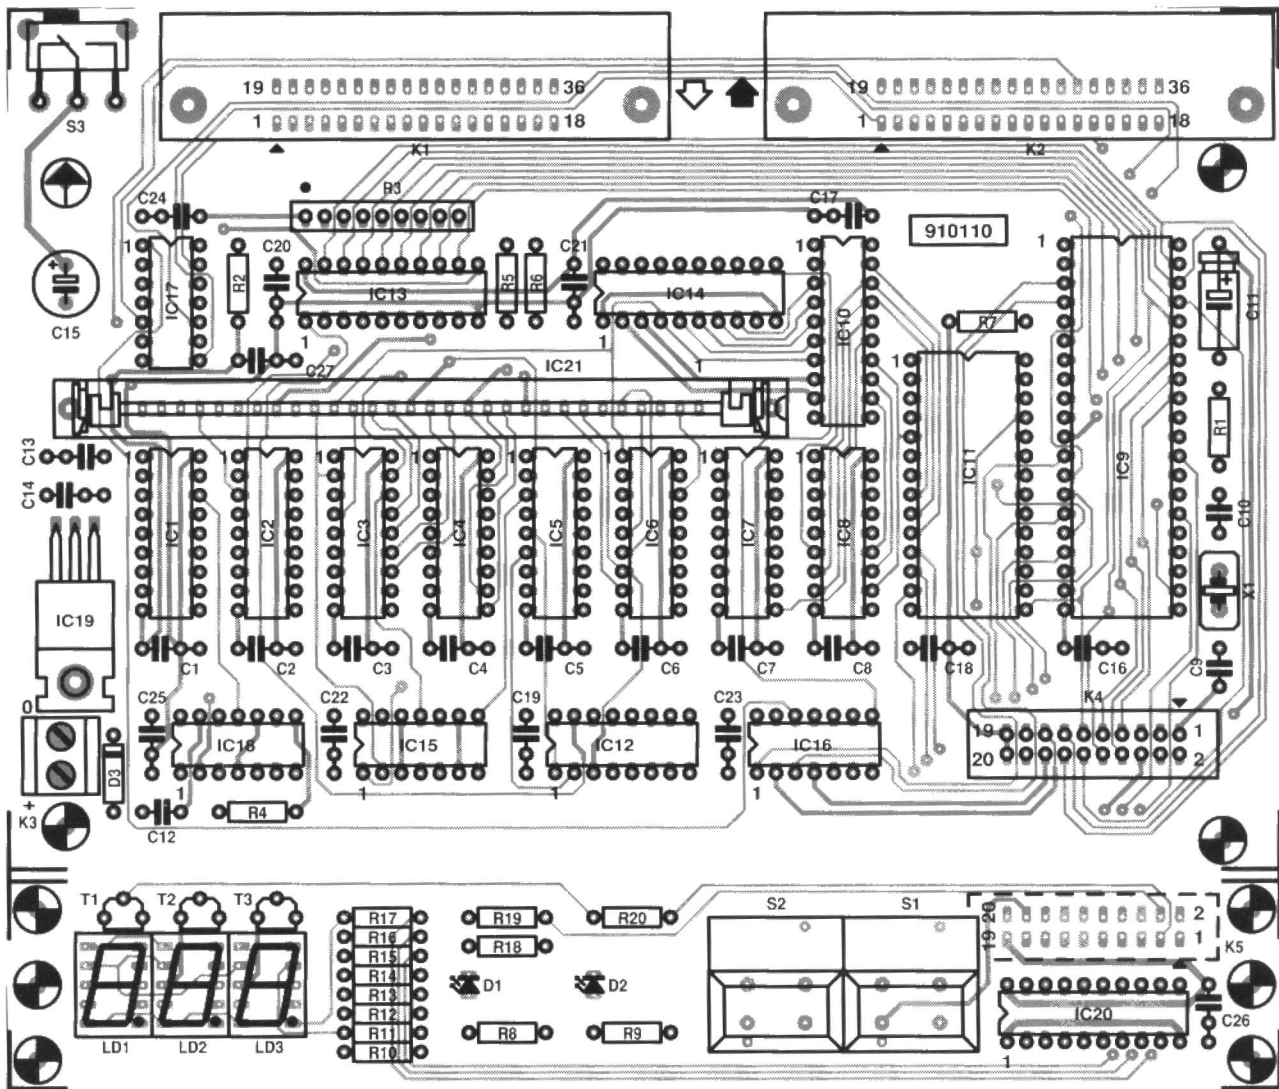 19 36 19 36
1 18 1 18
S3
K1 K2
C24 R3 C17
910110
1 C20 C21 1 1
IC17 R2 IC13 R5 R6 IC14 IC10 R7 IC9 C11
+ +
C15
1 1
C27 IC21 1 1
R1
C13 1 1 1 1 1 1 1 1
C14 IC11 C10
IC1 IC2 IC3 IC4 IC5 IC6 IC7 IC8
X1
IC19
C1 C2 C3 C4 C5 C6 C7 C8 C18 C16 C9
0 C25 C22 C19 C23 K4
19 1
IC18 IC15 IC12 IC16
20 2
D3
1 1 1 1
+
K3 C12 R4
T1 T2 T3 S2 S1
R17 R19 R20 20 2
R16 R18 19 1 K5
R15
R14 D1 D2
R13
R12 IC20
R11 R8 R9 C26
LD1 LD2 LD3 R10
1